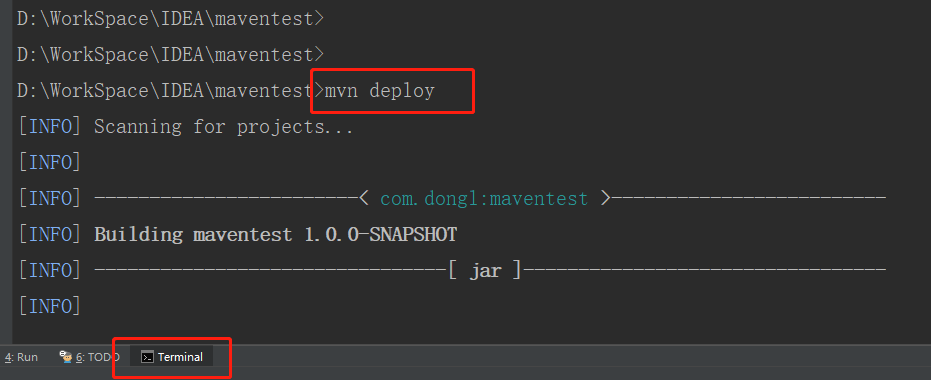 D:\WorkSpace\IDEA\maventest>
D:\WorkSpace\IDEA\maventest>
D:\WorkSpace\IDEA\maventest>mvn deploy
[INFO] Scanning for projects...
[INFO]
[INFO] ------------------------< com.dongl:maventest >-------------------------
[INFO] Building maventest 1.0.0-SNAPSHOT
[INFO] --------------------------------[ jar ]---------------------------------
[INFO]
4: Run 6: TODO Terminal